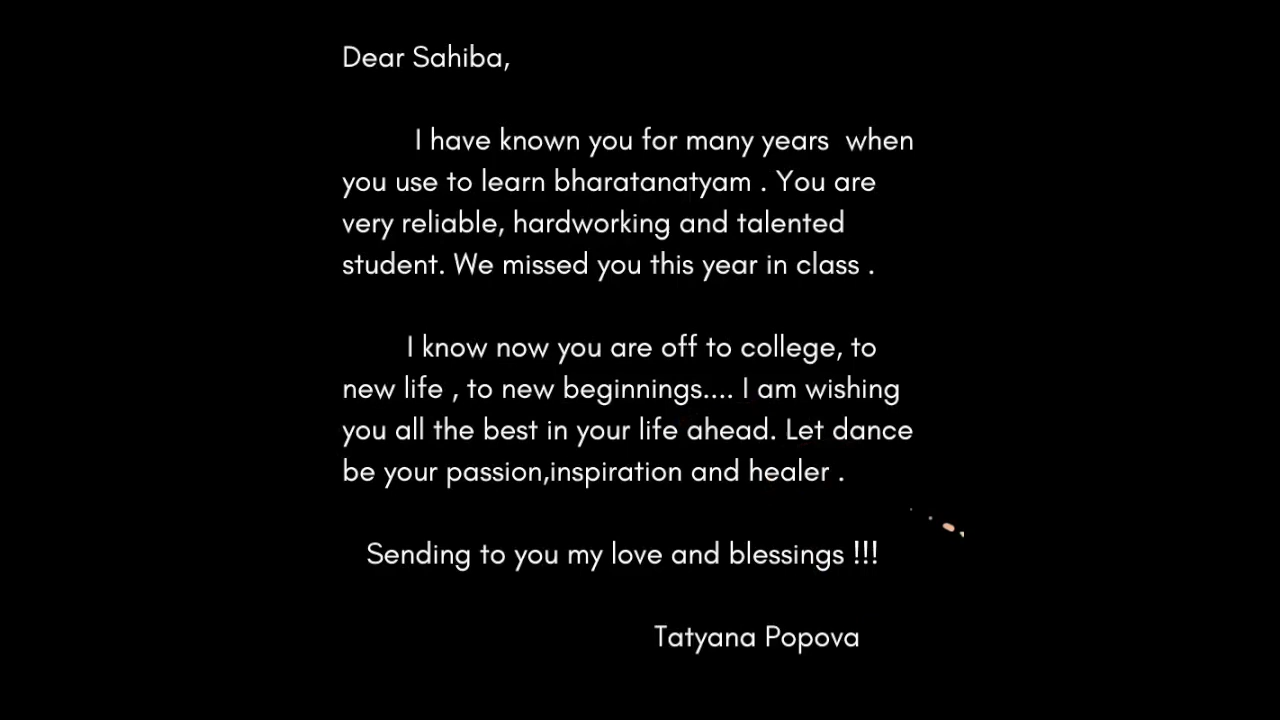 Dear Sahiba,
I have known you for many years  when
you use to learn bharatanatyam . You are
very reliable, hardworking and talented
student. We missed you this year in class .
I know now you are off to college, to
new life , to new beginnings.... I am wishing
you all the best in your life ahead. Let dance
be your passion,inspiration and healer .
Sending to you my love and blessings !!!
Tatyana Popova